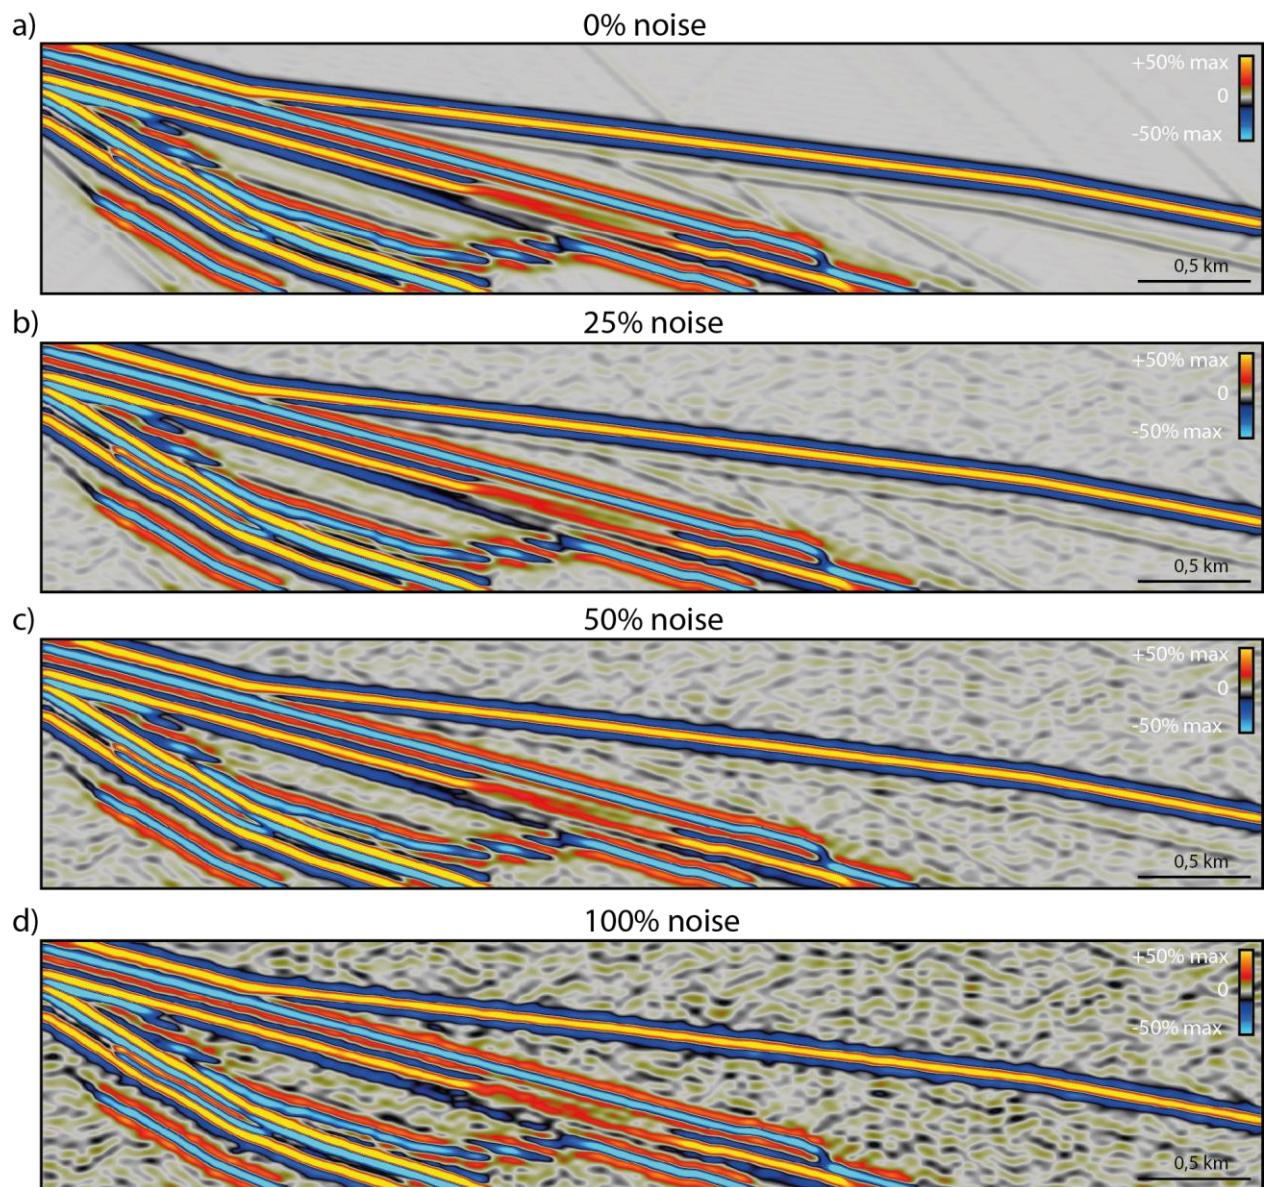 a)
0% noise
+50% max
0
-50% max
0,5 km
b)
25% noise
+50% max
0
-50% max
0,5 km
c)
50% noise
+50% max
0
-50% max
0,5 km
d)
100% noise
+50% max
0
-50% max
0,5 km